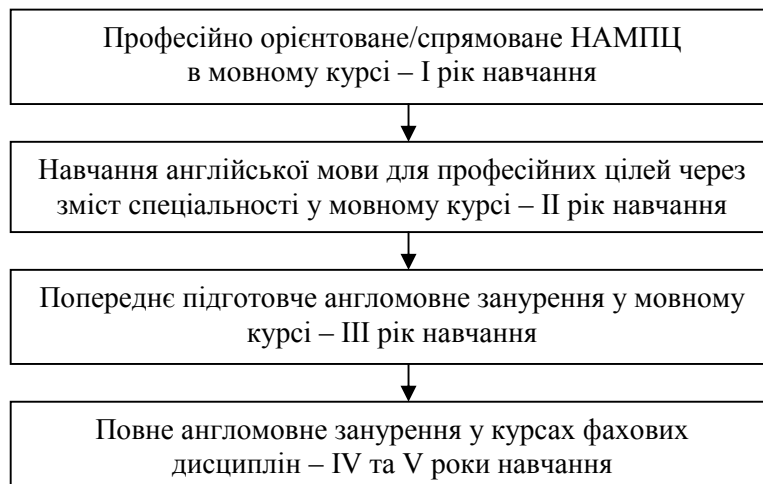 Професійно орієнтоване/спрямоване НАМПЦ
в мовному курсі – І рік навчання
Навчання англійської мови для професійних цілей через
зміст спеціальності у мовному курсі – ІІ рік навчання
Попереднє підготовче англомовне занурення у мовному
курсі – ІІІ рік навчання
Повне англомовне занурення у курсах фахових
дисциплін – IV та V роки навчання